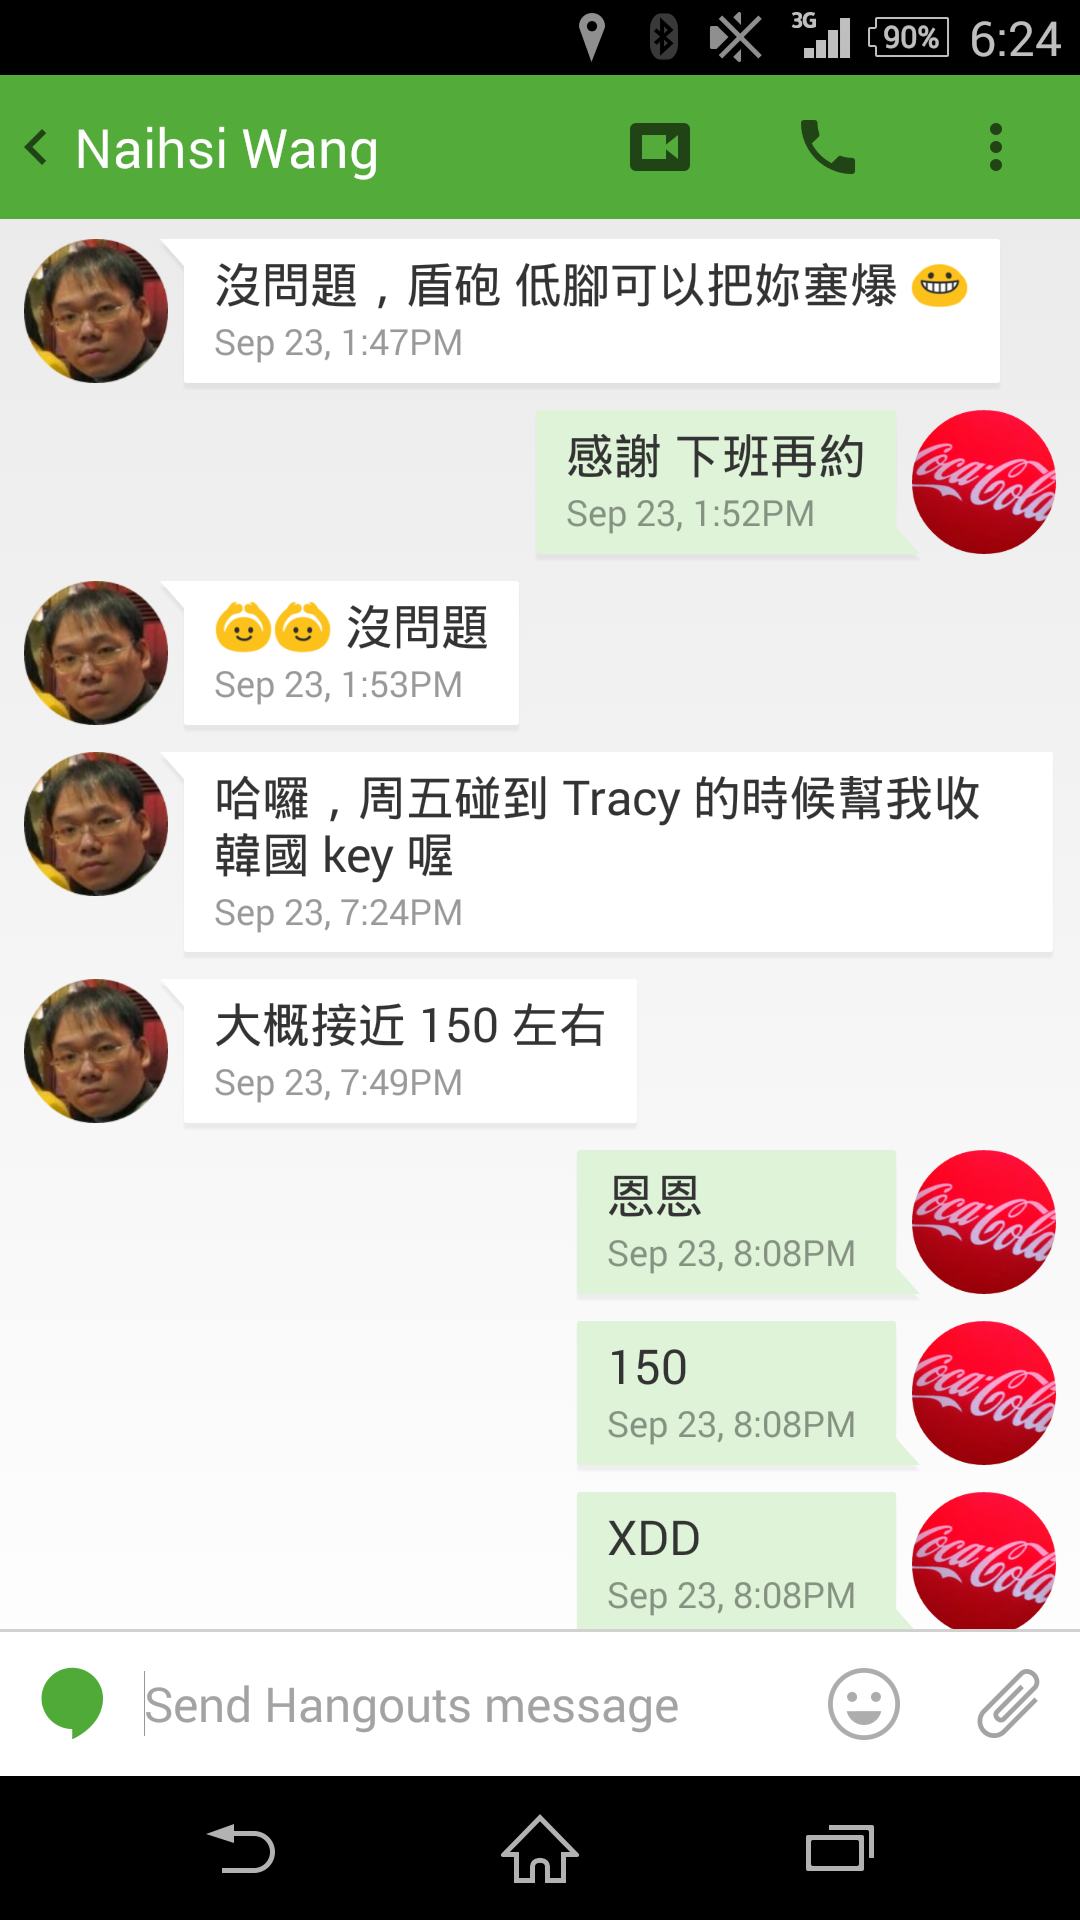 3G 90% 6:24
Naihsi Wang
沒問題，盾砲 低腳可以把妳塞爆 😁
Sep 23, 1:47PM
感謝 下班再約
Coca-Cola
Sep 23, 1:52PM
🙆🙆 沒問題
Sep 23, 1:53PM
哈囉，周五碰到 Tracy 的時候幫我收
韓國 key 喔
Sep 23, 7:24PM
大概接近 150 左右
Sep 23, 7:49PM
恩恩
Coca-Cola
Sep 23, 8:08PM
150
Coca-Cola
Sep 23, 8:08PM
XDD
Coca-Cola
Sep 23, 8:08PM
Send Hangouts message